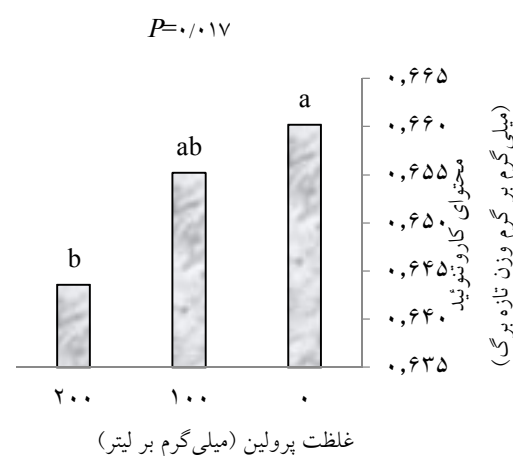 P=۰/۰۱۷
a
ab
b
۰,۶۶۵
۰,۶۶۰
۰,۶۵۵
۰,۶۵۰
۰,۶۴۵
۰,۶۴۰
۰,۶۳۵
محتوای کاروتنوئید
(میلی‌گرم بر گرم وزن تازه برگ)
۰
۱۰۰
۲۰۰
غلظت پرولین (میلی‌گرم بر لیتر)